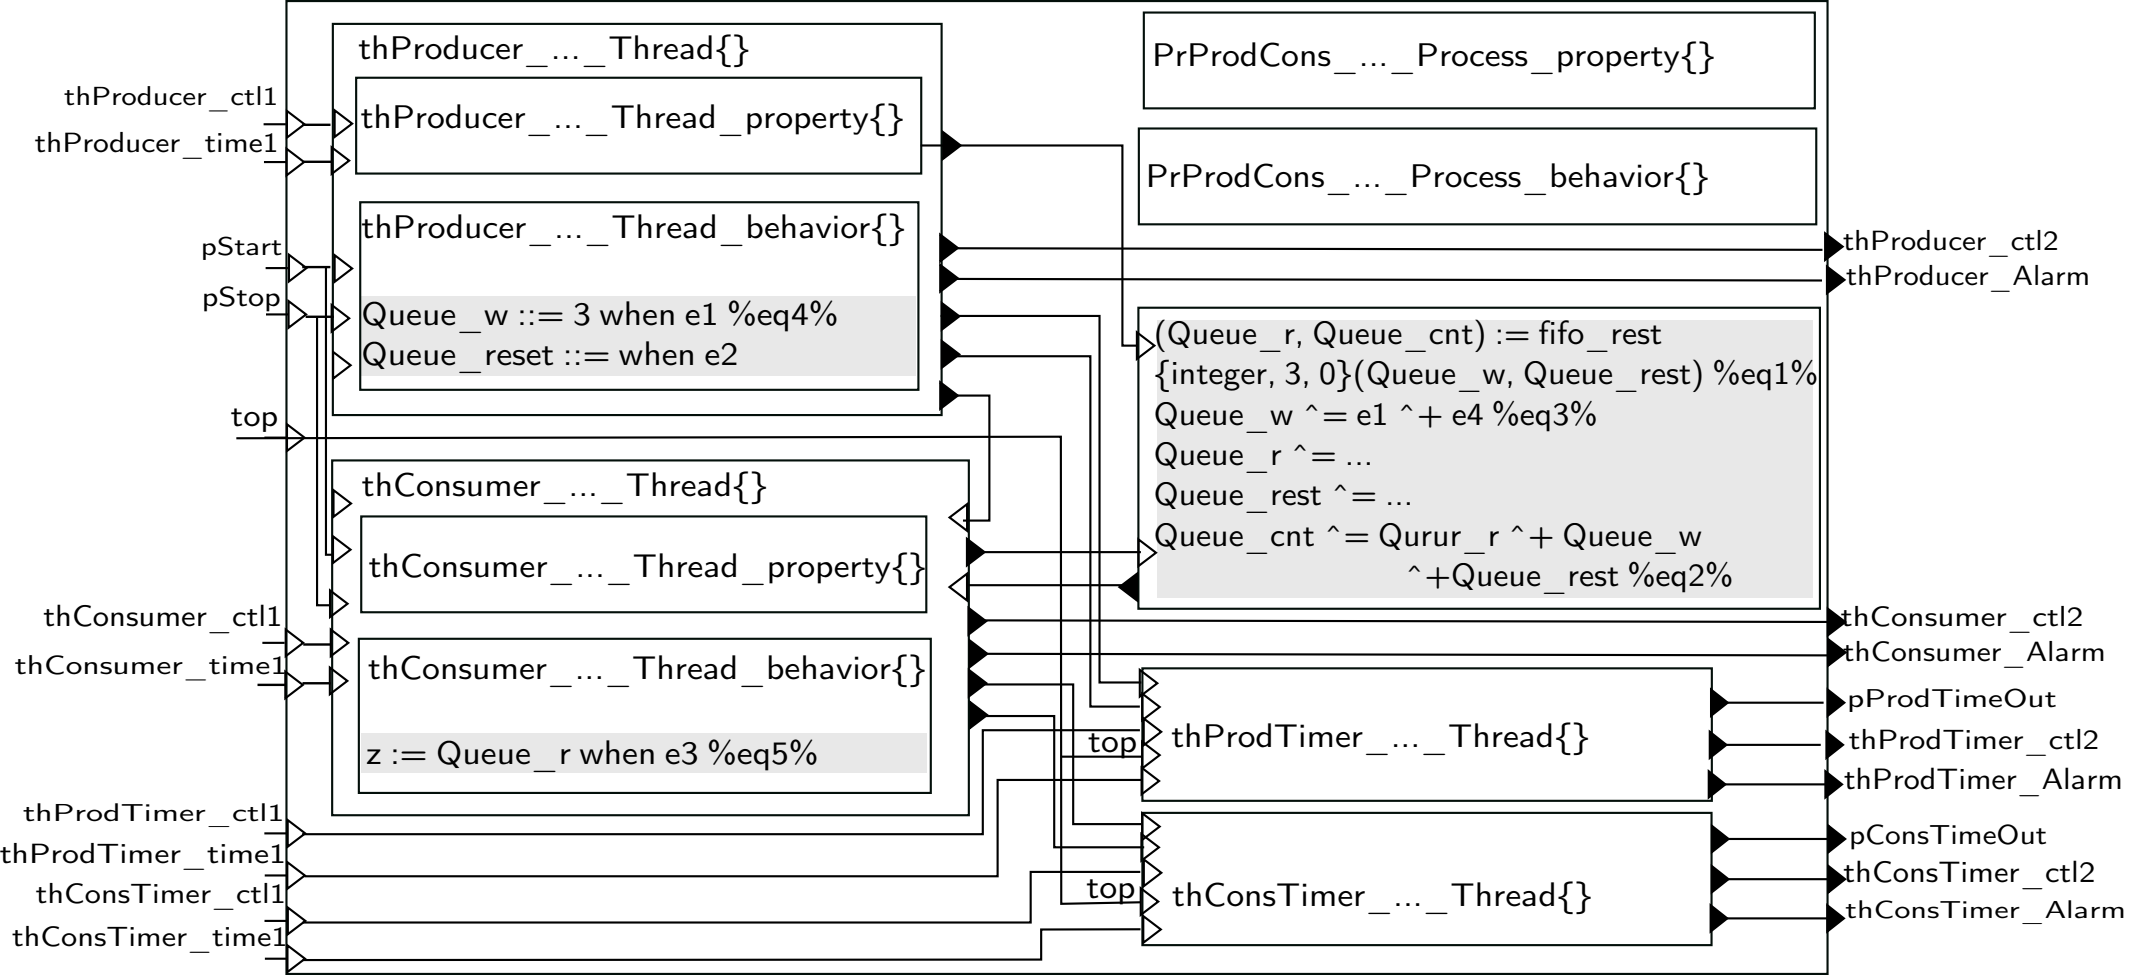 thProducer_..._Thread{}
thProducer_..._Thread_property{}
thProducer_..._Thread_behavior{}
Queue_w ::= 3 when e1 %eq4%
Queue_reset ::= when e2
thConsumer_..._Thread{}
thConsumer_..._Thread_property{}
thConsumer_..._Thread_behavior{}
z := Queue_r when e3 %eq5%
PrProdCons_..._Process_property{}
PrProdCons_..._Process_behavior{}
(Queue_r, Queue_cnt) := fifo_rest
{integer, 3, 0}(Queue_w, Queue_rest) %eq1%
Queue_w ^= e1 ^+ e4 %eq3%
Queue_r ^= ...
Queue_rest ^= ...
Queue_cnt ^= Qurur_r ^+ Queue_w
^+Queue_rest %eq2%
top
thProdTimer_..._Thread{}
top
thConsTimer_..._Thread{}
thProducer_ctl1
thProducer_time1
pStart
pStop
top
thConsumer_ctl1
thConsumer_time1
thProdTimer_ctl1
thProdTimer_time1
thConsTimer_ctl1
thConsTimer_time1
thProducer_ctl2
thProducer_Alarm
thConsumer_ctl2
thConsumer_Alarm
pProdTimeOut
thProdTimer_ctl2
thProdTimer_Alarm
pConsTimeOut
thConsTimer_ctl2
thConsTimer_Alarm